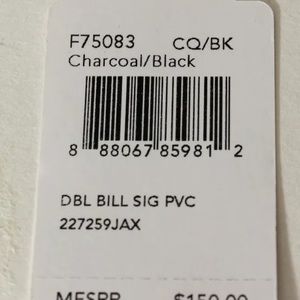 F75083 CQ/BK
Charcoal/Black
8 88067 85981 2
DBL BILL SIG PVC
227259JAX
MFSRP $150.00